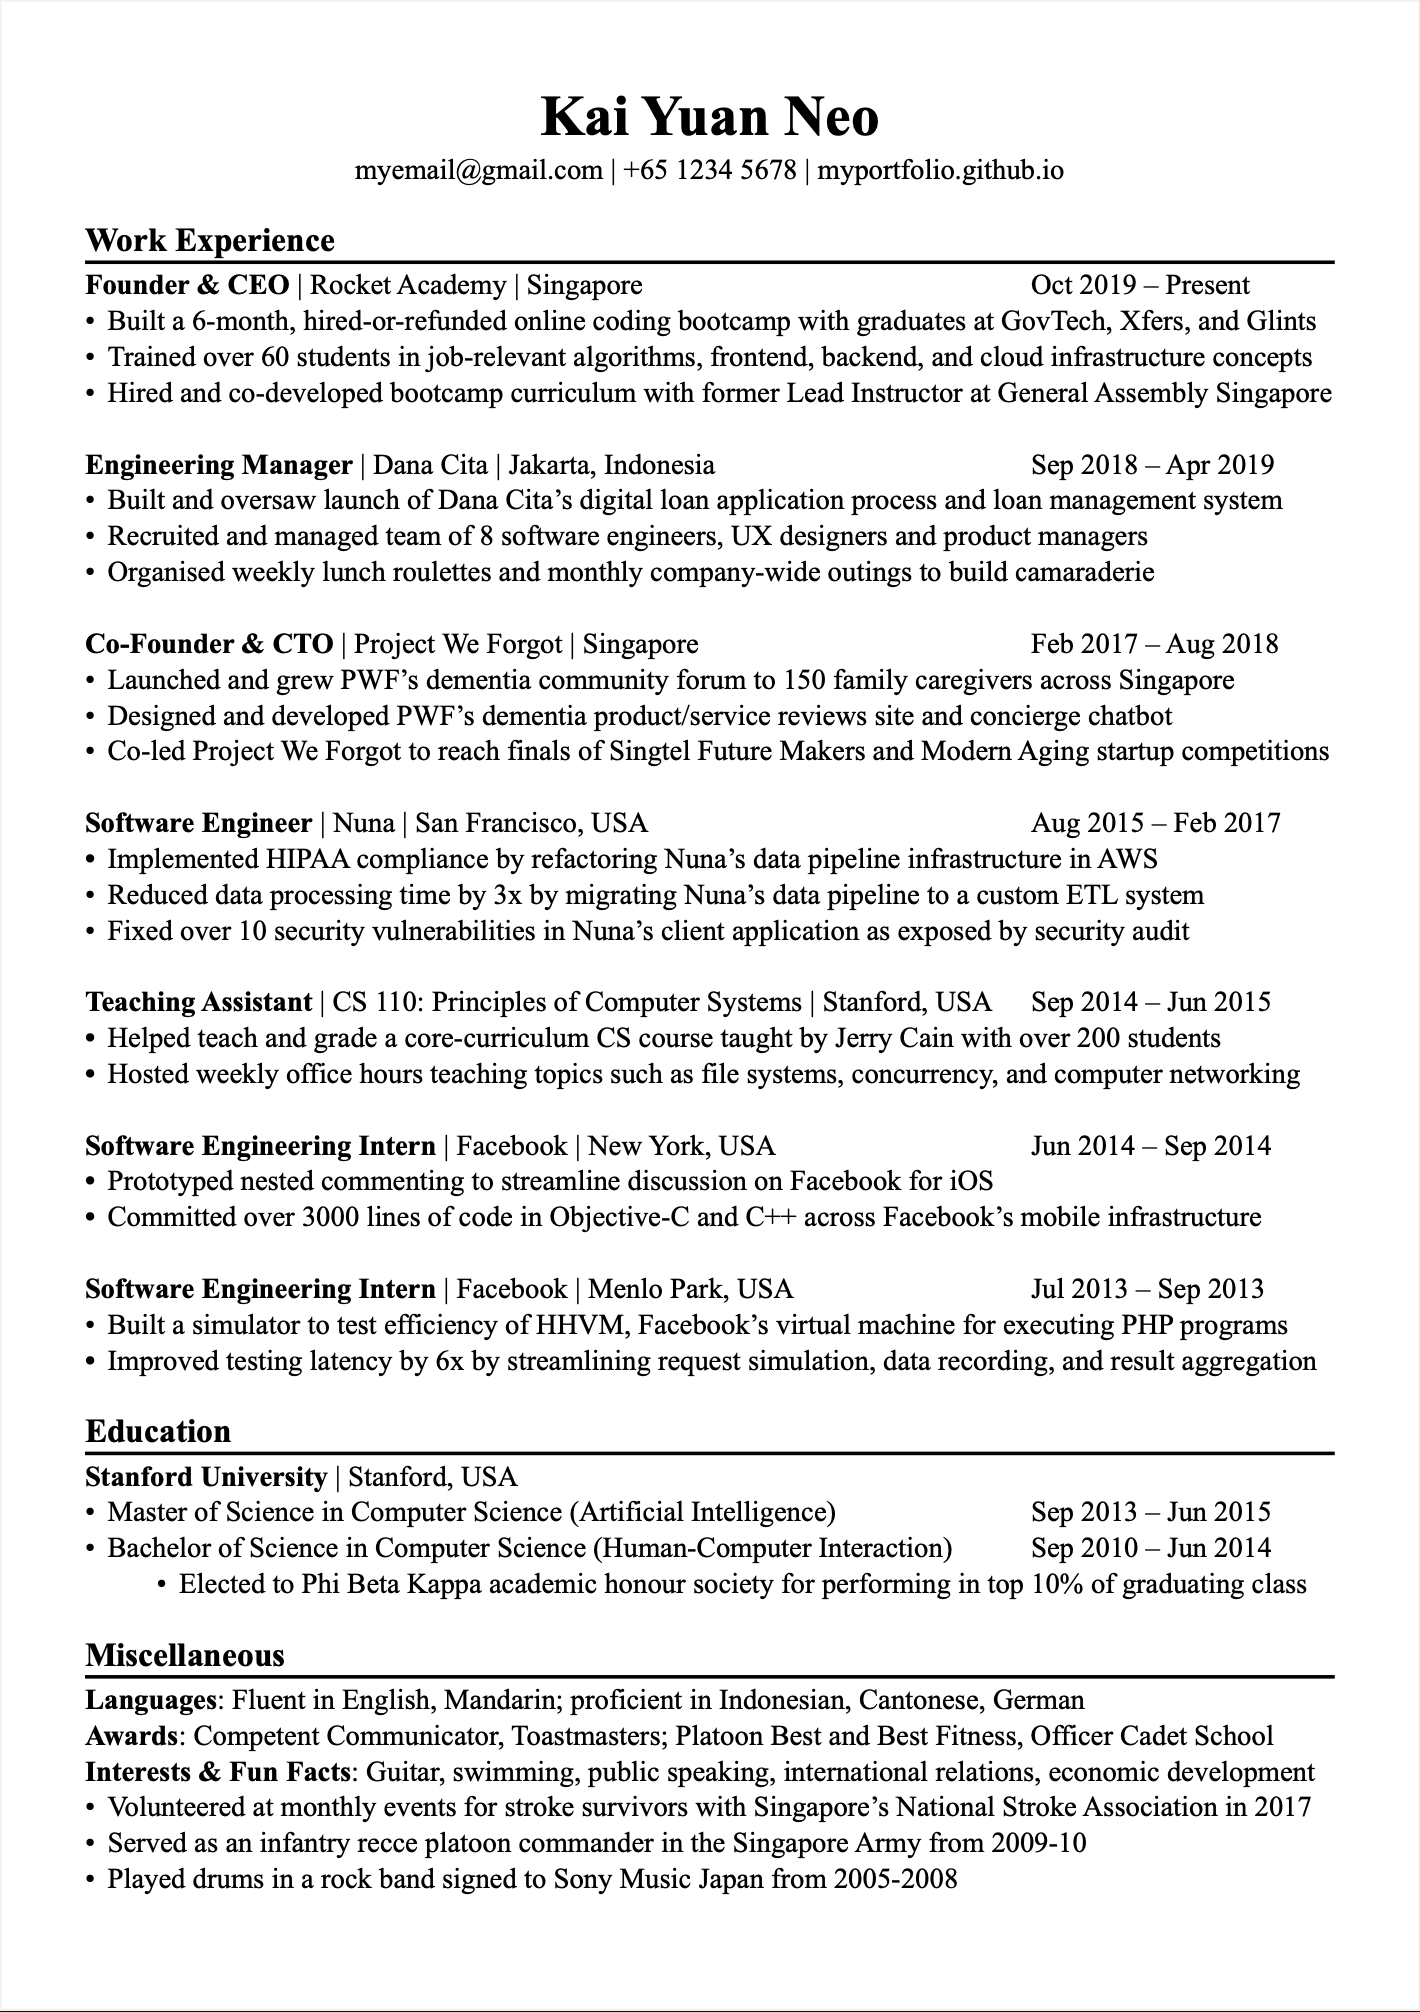 Kai Yuan Neo
myemail@gmail.com | +65 1234 5678 | myportfolio.github.io
Work Experience
Founder & CEO | Rocket Academy | Singapore Oct 2019 – Present
• Built a 6-month, hired-or-refunded online coding bootcamp with graduates at GovTech, Xfers, and Glints
• Trained over 60 students in job-relevant algorithms, frontend, backend, and cloud infrastructure concepts
• Hired and co-developed bootcamp curriculum with former Lead Instructor at General Assembly Singapore
Engineering Manager | Dana Cita | Jakarta, Indonesia Sep 2018 – Apr 2019
• Built and oversaw launch of Dana Cita’s digital loan application process and loan management system
• Recruited and managed team of 8 software engineers, UX designers and product managers
• Organised weekly lunch roulettes and monthly company-wide outings to build camaraderie
Co-Founder & CTO | Project We Forgot | Singapore Feb 2017 – Aug 2018
• Launched and grew PWF’s dementia community forum to 150 family caregivers across Singapore
• Designed and developed PWF’s dementia product/service reviews site and concierge chatbot
• Co-led Project We Forgot to reach finals of Singtel Future Makers and Modern Aging startup competitions
Software Engineer | Nuna | San Francisco, USA Aug 2015 – Feb 2017
• Implemented HIPAA compliance by refactoring Nuna’s data pipeline infrastructure in AWS
• Reduced data processing time by 3x by migrating Nuna’s data pipeline to a custom ETL system
• Fixed over 10 security vulnerabilities in Nuna’s client application as exposed by security audit
Teaching Assistant | CS 110: Principles of Computer Systems | Stanford, USA Sep 2014 – Jun 2015
• Helped teach and grade a core-curriculum CS course taught by Jerry Cain with over 200 students
• Hosted weekly office hours teaching topics such as file systems, concurrency, and computer networking
Software Engineering Intern | Facebook | New York, USA Jun 2014 – Sep 2014
• Prototyped nested commenting to streamline discussion on Facebook for iOS
• Committed over 3000 lines of code in Objective-C and C++ across Facebook’s mobile infrastructure
Software Engineering Intern | Facebook | Menlo Park, USA Jul 2013 – Sep 2013
• Built a simulator to test efficiency of HHVM, Facebook’s virtual machine for executing PHP programs
• Improved testing latency by 6x by streamlining request simulation, data recording, and result aggregation
Education
Stanford University | Stanford, USA
• Master of Science in Computer Science (Artificial Intelligence) Sep 2013 – Jun 2015
• Bachelor of Science in Computer Science (Human-Computer Interaction) Sep 2010 – Jun 2014
• Elected to Phi Beta Kappa academic honour society for performing in top 10% of graduating class
Miscellaneous
Languages: Fluent in English, Mandarin; proficient in Indonesian, Cantonese, German
Awards: Competent Communicator, Toastmasters; Platoon Best and Best Fitness, Officer Cadet School
Interests & Fun Facts: Guitar, swimming, public speaking, international relations, economic development
• Volunteered at monthly events for stroke survivors with Singapore’s National Stroke Association in 2017
• Served as an infantry recce platoon commander in the Singapore Army from 2009-10
• Played drums in a rock band signed to Sony Music Japan from 2005-2008